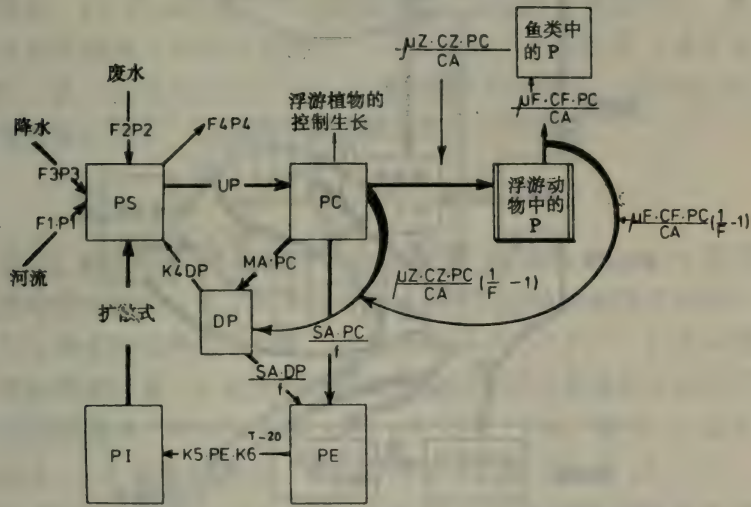 鱼类中
的 P
μZ·CZ·PC
CA
废水
浮游植物的
控制生长
μF·CF·PC
CA
降水
F2P2
F4P4
F3P3
PS
UP
PC
浮游动
物中的
P
F1·P1
μF·CF·PC(1/F-1)
CA
河流
K4DP
MA·PC
μZ·CZ·PC(1/F-1)
CA
扩散式
DP
SA·PC
f
SA·DP
f
PI
K5·PE·K6^T-20
PE